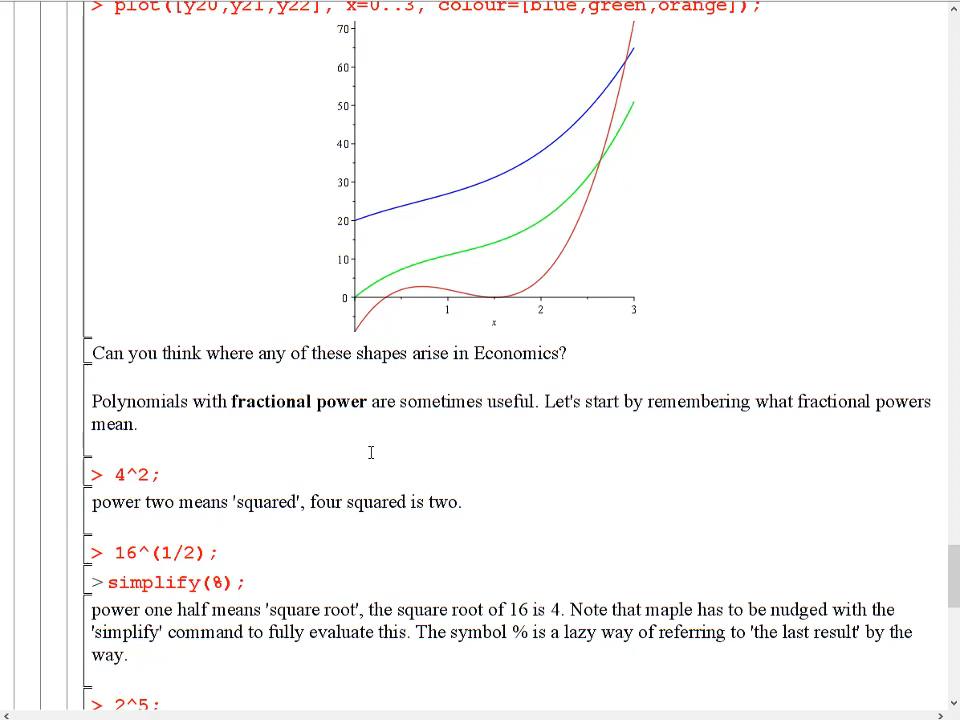 > plot([y20,y21,y22], x=0..3, colour=[blue,green,orange]);
70
60
50
40
30
20
10
0
1
2
3
x
Can you think where any of these shapes arise in Economics?
Polynomials with fractional power are sometimes useful. Let's start by remembering what fractional powers
mean.
> 4^2;
power two means 'squared', four squared is two.
> 16^(1/2);
> simplify(%);
power one half means 'square root', the square root of 16 is 4. Note that maple has to be nudged with the
'simplify' command to fully evaluate this. The symbol % is a lazy way of referring to 'the last result' by the
way.
> 2^5;